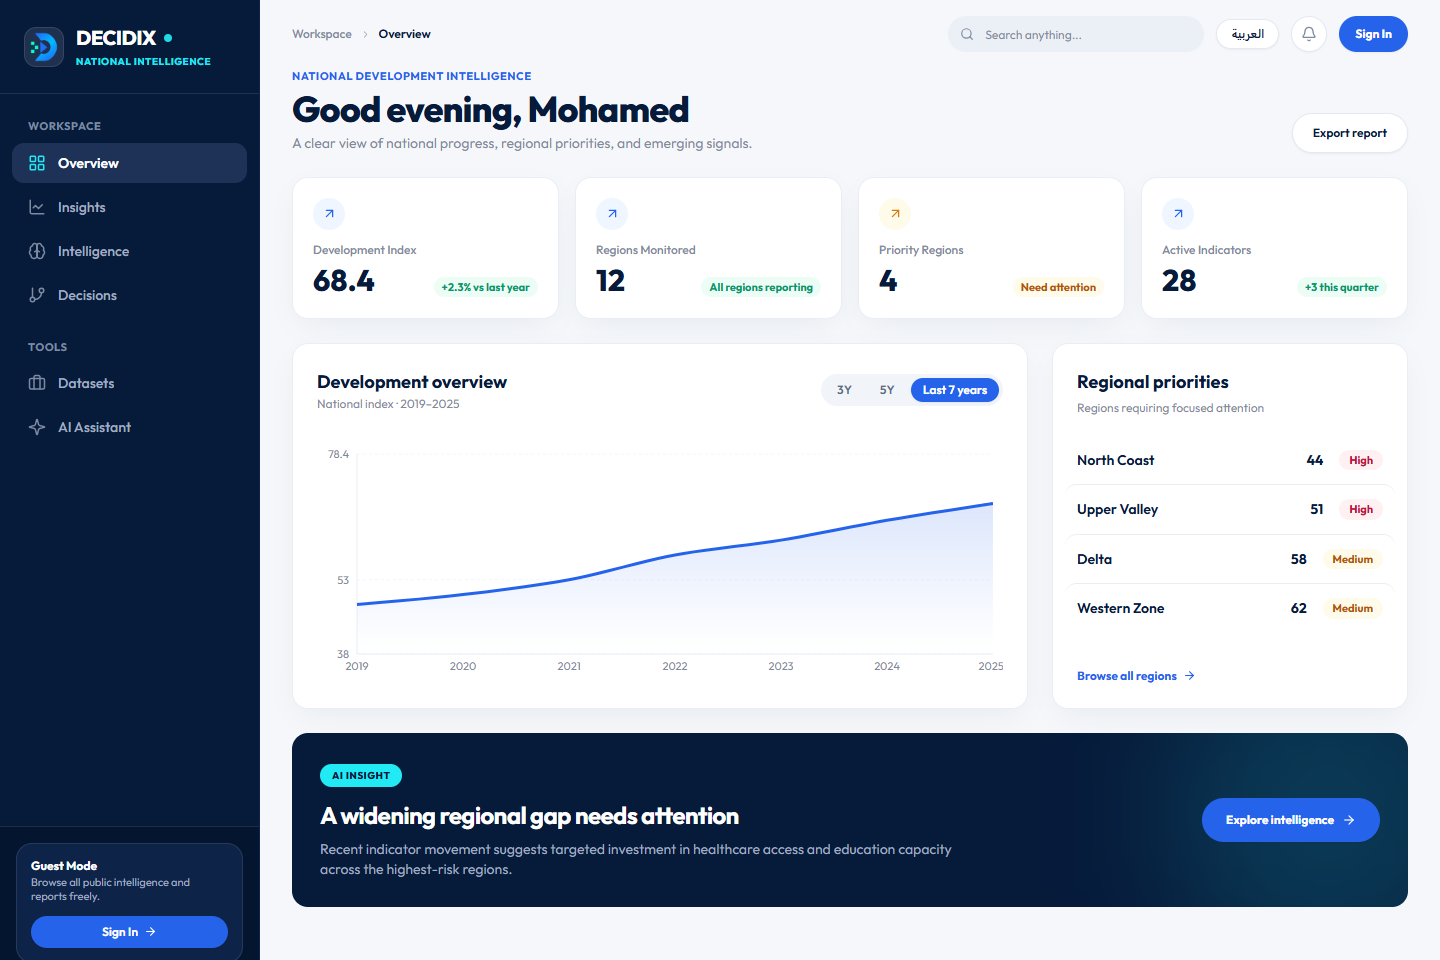 DECIDIX
NATIONAL INTELLIGENCE
WORKSPACE
Overview
Insights
Intelligence
Decisions
TOOLS
Datasets
AI Assistant
Guest Mode
Browse all public intelligence and
reports freely.
Sign In
Workspace
Overview
Search anything...
العربية
Sign In
NATIONAL DEVELOPMENT INTELLIGENCE
Good evening, Mohamed
A clear view of national progress, regional priorities, and emerging signals.
Export report
Development Index
68.4
+2.3% vs last year
Regions Monitored
12
All regions reporting
Priority Regions
4
Need attention
Active Indicators
28
+3 this quarter
Development overview
National index · 2019–2025
3Y
5Y
Last 7 years
78.4
53
38
2019
2020
2021
2022
2023
2024
2025
Regional priorities
Regions requiring focused attention
North Coast 44 High
Upper Valley 51 High
Delta 58 Medium
Western Zone 62 Medium
Browse all regions
AI INSIGHT
A widening regional gap needs attention
Recent indicator movement suggests targeted investment in healthcare access and education capacity
across the highest-risk regions.
Explore intelligence